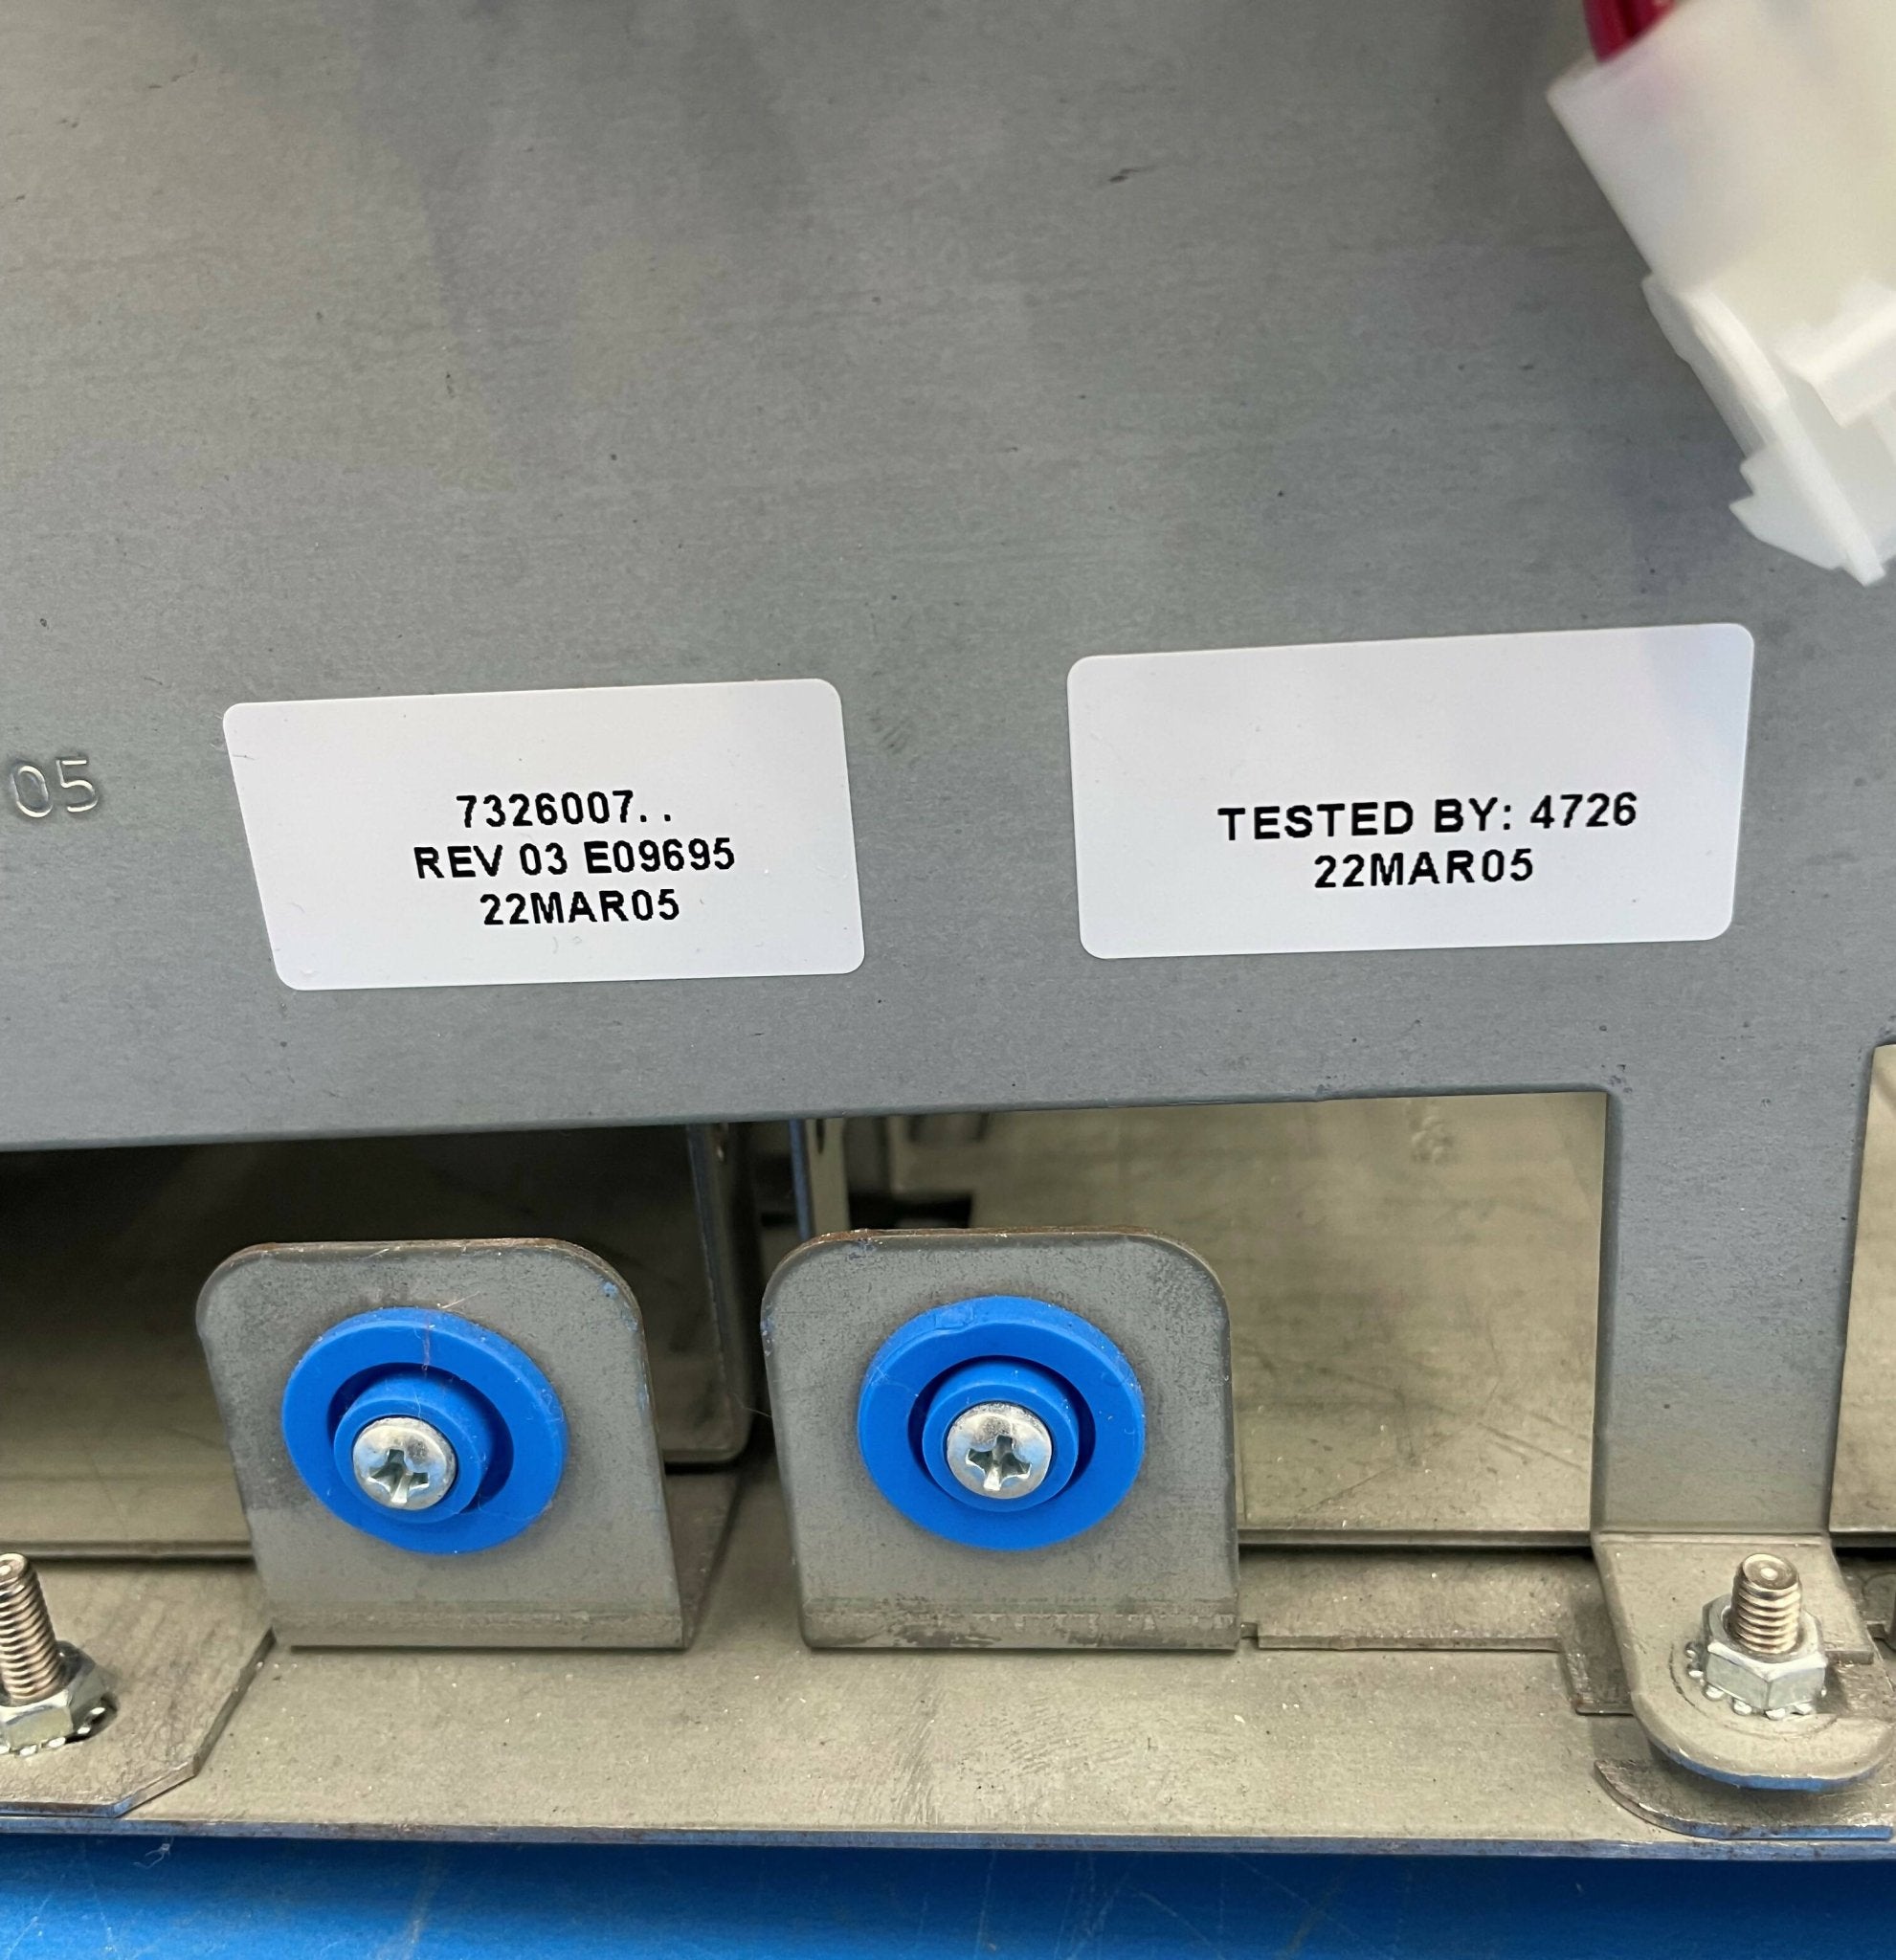 05
7326007. .
REV 03 E09695
22MAR05
TESTED BY: 4726
22MAR05